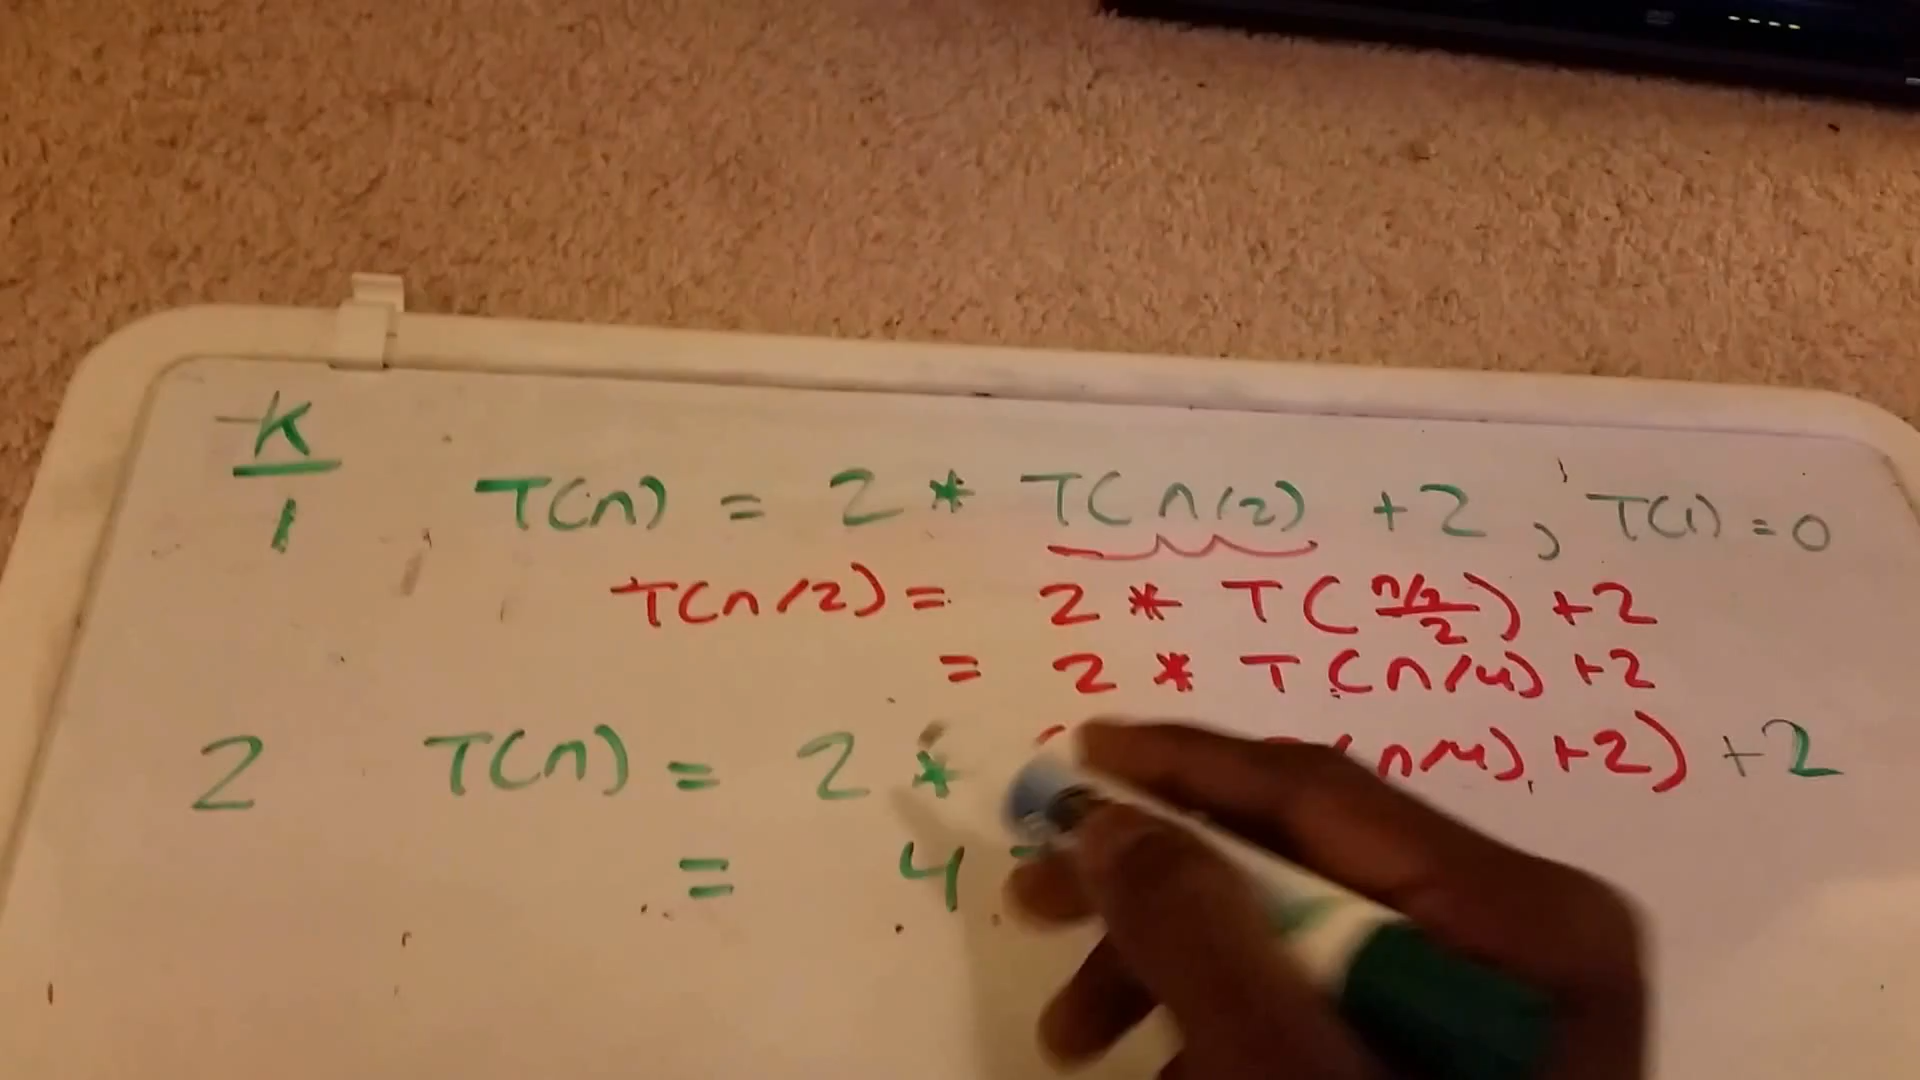 K
1 T(n) = 2 * T(n/2) +2 , T(1) = 0
T(n/2) = 2 * T(n/2/2) +2
= 2 * T(n/4) +2
2 T(n) = 2 * ( (n/4) +2) +2
= 4